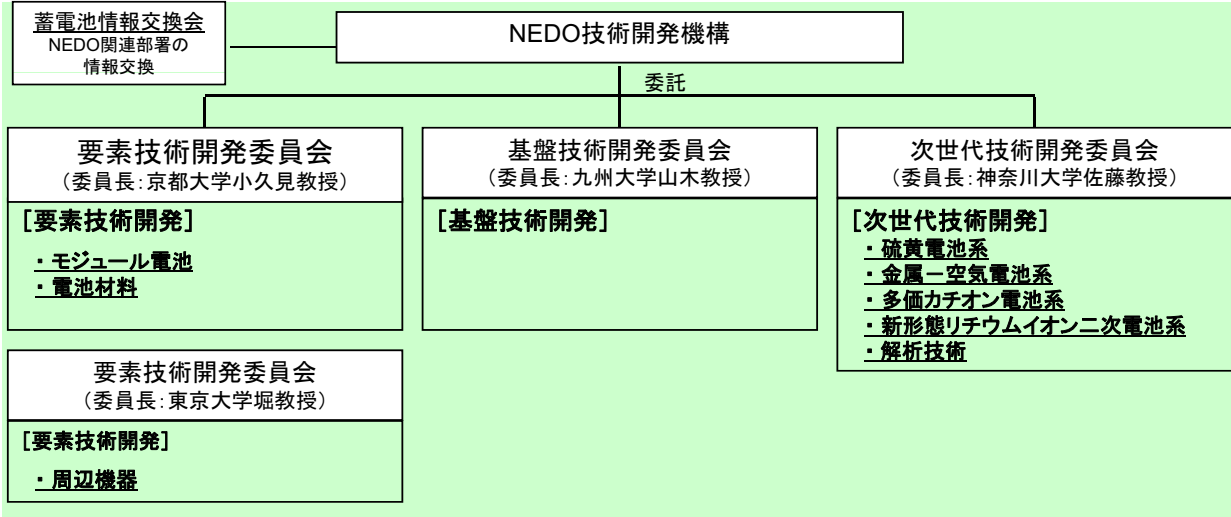 蓄電池情報交換会
NEDO関連部署の
情報交換
NEDO技術開発機構
委託
要素技術開発委員会
（委員長：京都大学小久見教授）
［要素技術開発］
・モジュール電池
・電池材料
基盤技術開発委員会
（委員長：九州大学山木教授）
［基盤技術開発］
次世代技術開発委員会
（委員長：神奈川大学佐藤教授）
［次世代技術開発］
・硫黄電池系
・金属－空気電池系
・多価カチオン電池系
・新形態リチウムイオン二次電池系
・解析技術
要素技術開発委員会
（委員長：東京大学堀教授）
［要素技術開発］
・周辺機器